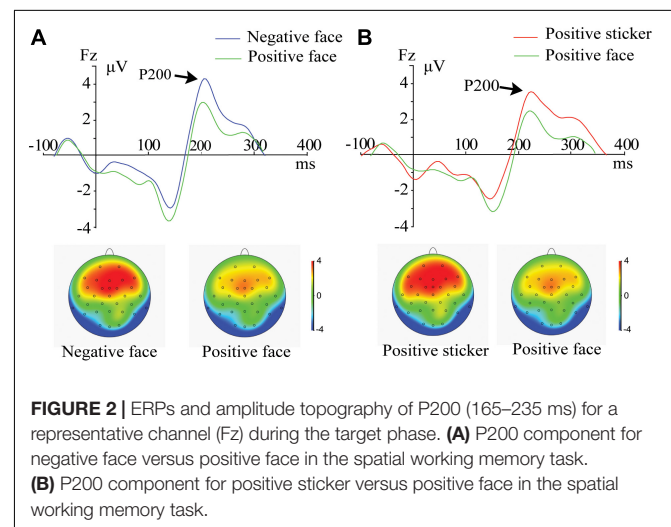 A
Fz
μV
Negative face
Positive face
P200
4
2
-2
-4
-100
100
200
300
400
ms
B
Fz
μV
Positive sticker
Positive face
P200
4
2
-2
-4
-100
100
200
300
400
ms
4
0
-4
Negative face
Positive face
4
0
-4
Positive sticker
Positive face
FIGURE 2 | ERPs and amplitude topography of P200 (165–235 ms) for a
representative channel (Fz) during the target phase. (A) P200 component for
negative face versus positive face in the spatial working memory task.
(B) P200 component for positive sticker versus positive face in the spatial
working memory task.